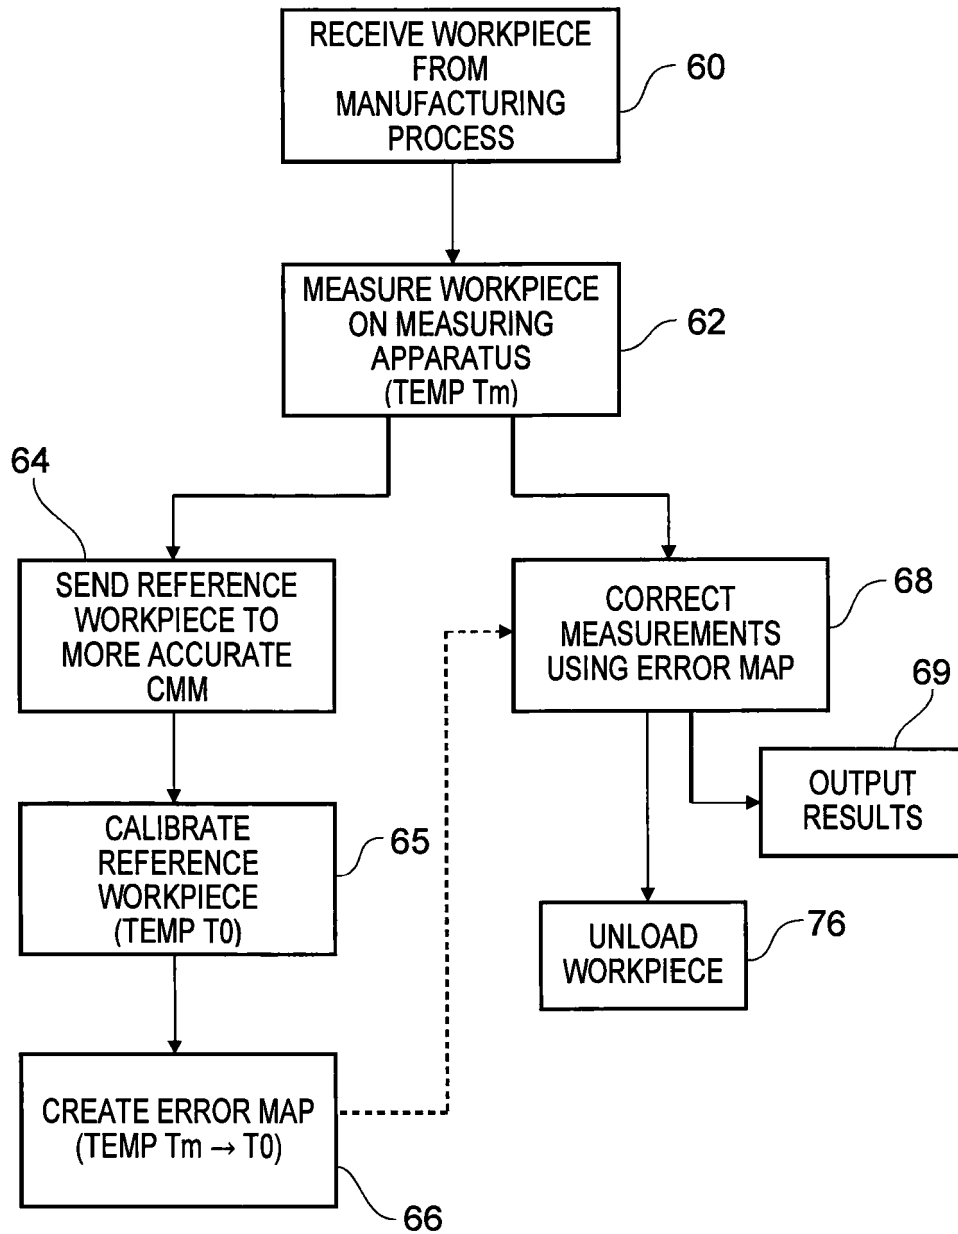 RECEIVE WORKPIECE
FROM
MANUFACTURING
PROCESS
60
MEASURE WORKPIECE
ON MEASURING
APPARATUS
(TEMP Tm)
62
64
SEND REFERENCE
WORKPIECE TO
MORE ACCURATE
CMM
CORRECT
MEASUREMENTS
USING ERROR MAP
68
69
OUTPUT
RESULTS
CALIBRATE
REFERENCE
WORKPIECE
(TEMP T0)
65
UNLOAD
WORKPIECE
76
CREATE ERROR MAP
(TEMP Tm → T0)
66